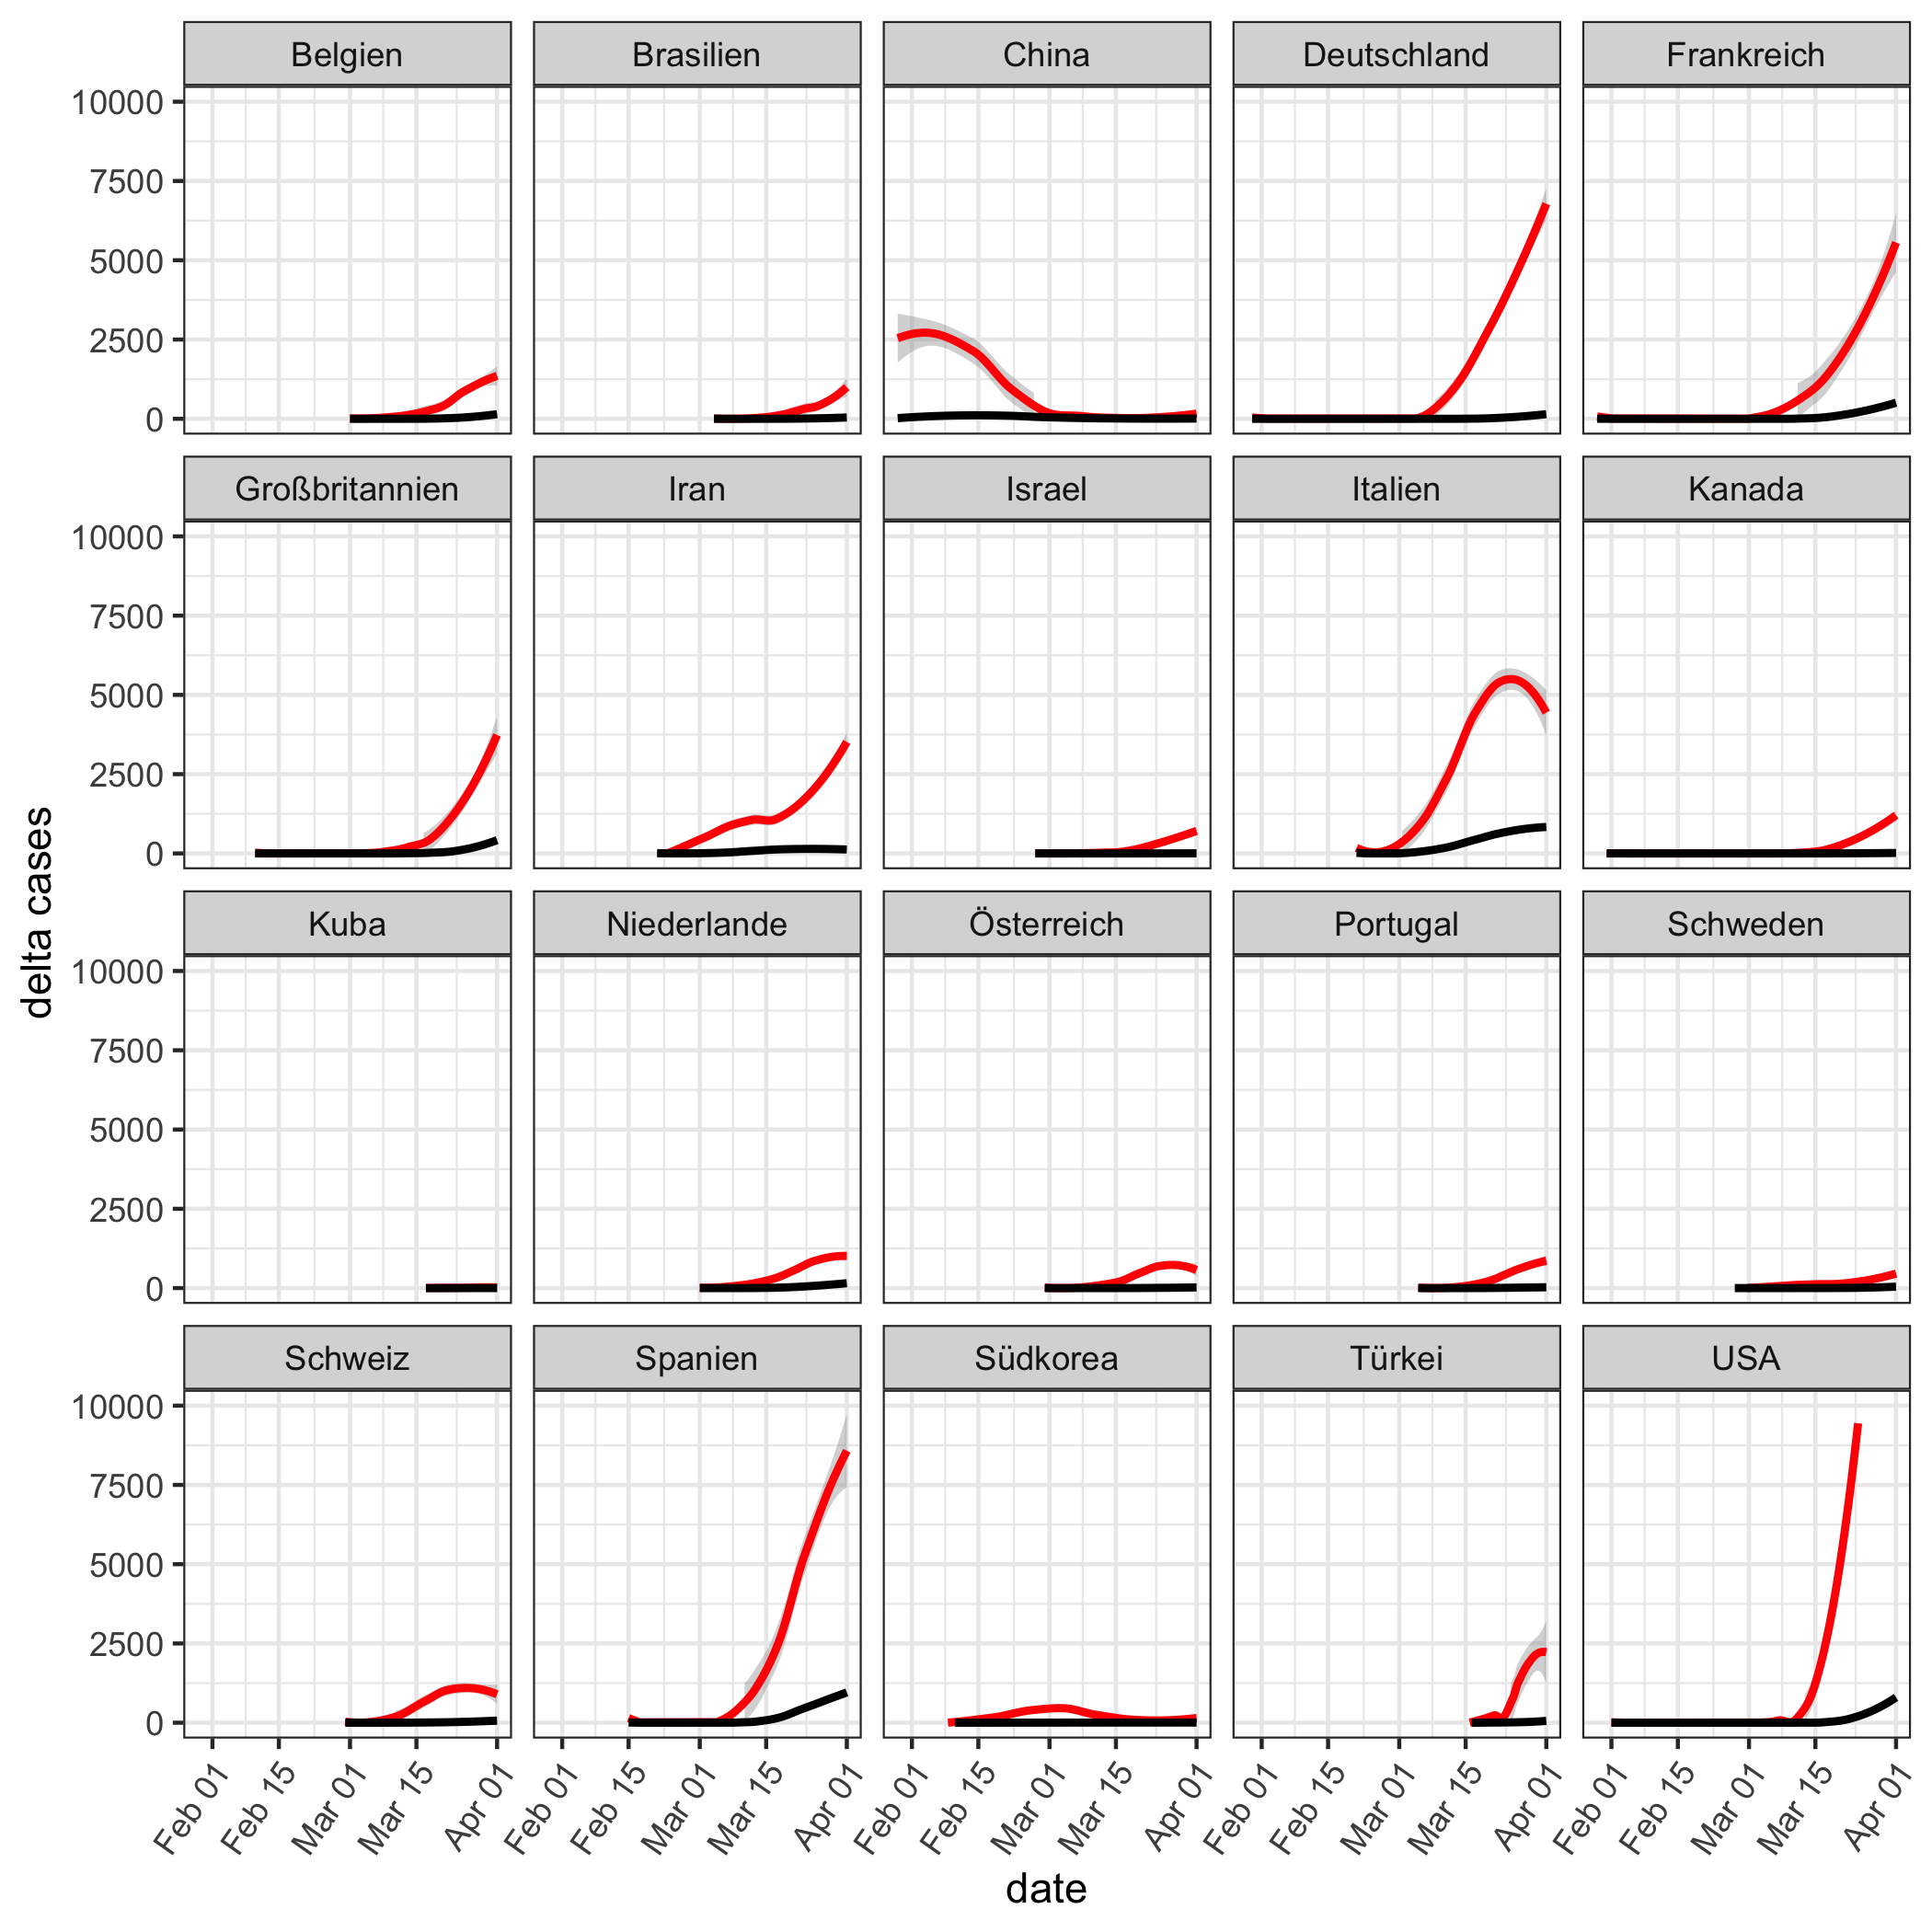 Belgien Brasilien China Deutschland Frankreich
10000
7500
5000
2500
0
Großbritannien Iran Israel Italien Kanada
10000
7500
5000
2500
0
Kuba Niederlande Österreich Portugal Schweden
10000
7500
5000
2500
0
Schweiz Spanien Südkorea Türkei USA
10000
7500
5000
2500
0
delta cases
Feb 01 Feb 15 Mar 01 Mar 15 Apr 01 Feb 01 Feb 15 Mar 01 Mar 15 Apr 01 Feb 01 Feb 15 Mar 01 Mar 15 Apr 01 Feb 01 Feb 15 Mar 01 Mar 15 Apr 01 Feb 01 Feb 15 Mar 01 Mar 15 Apr 01
date